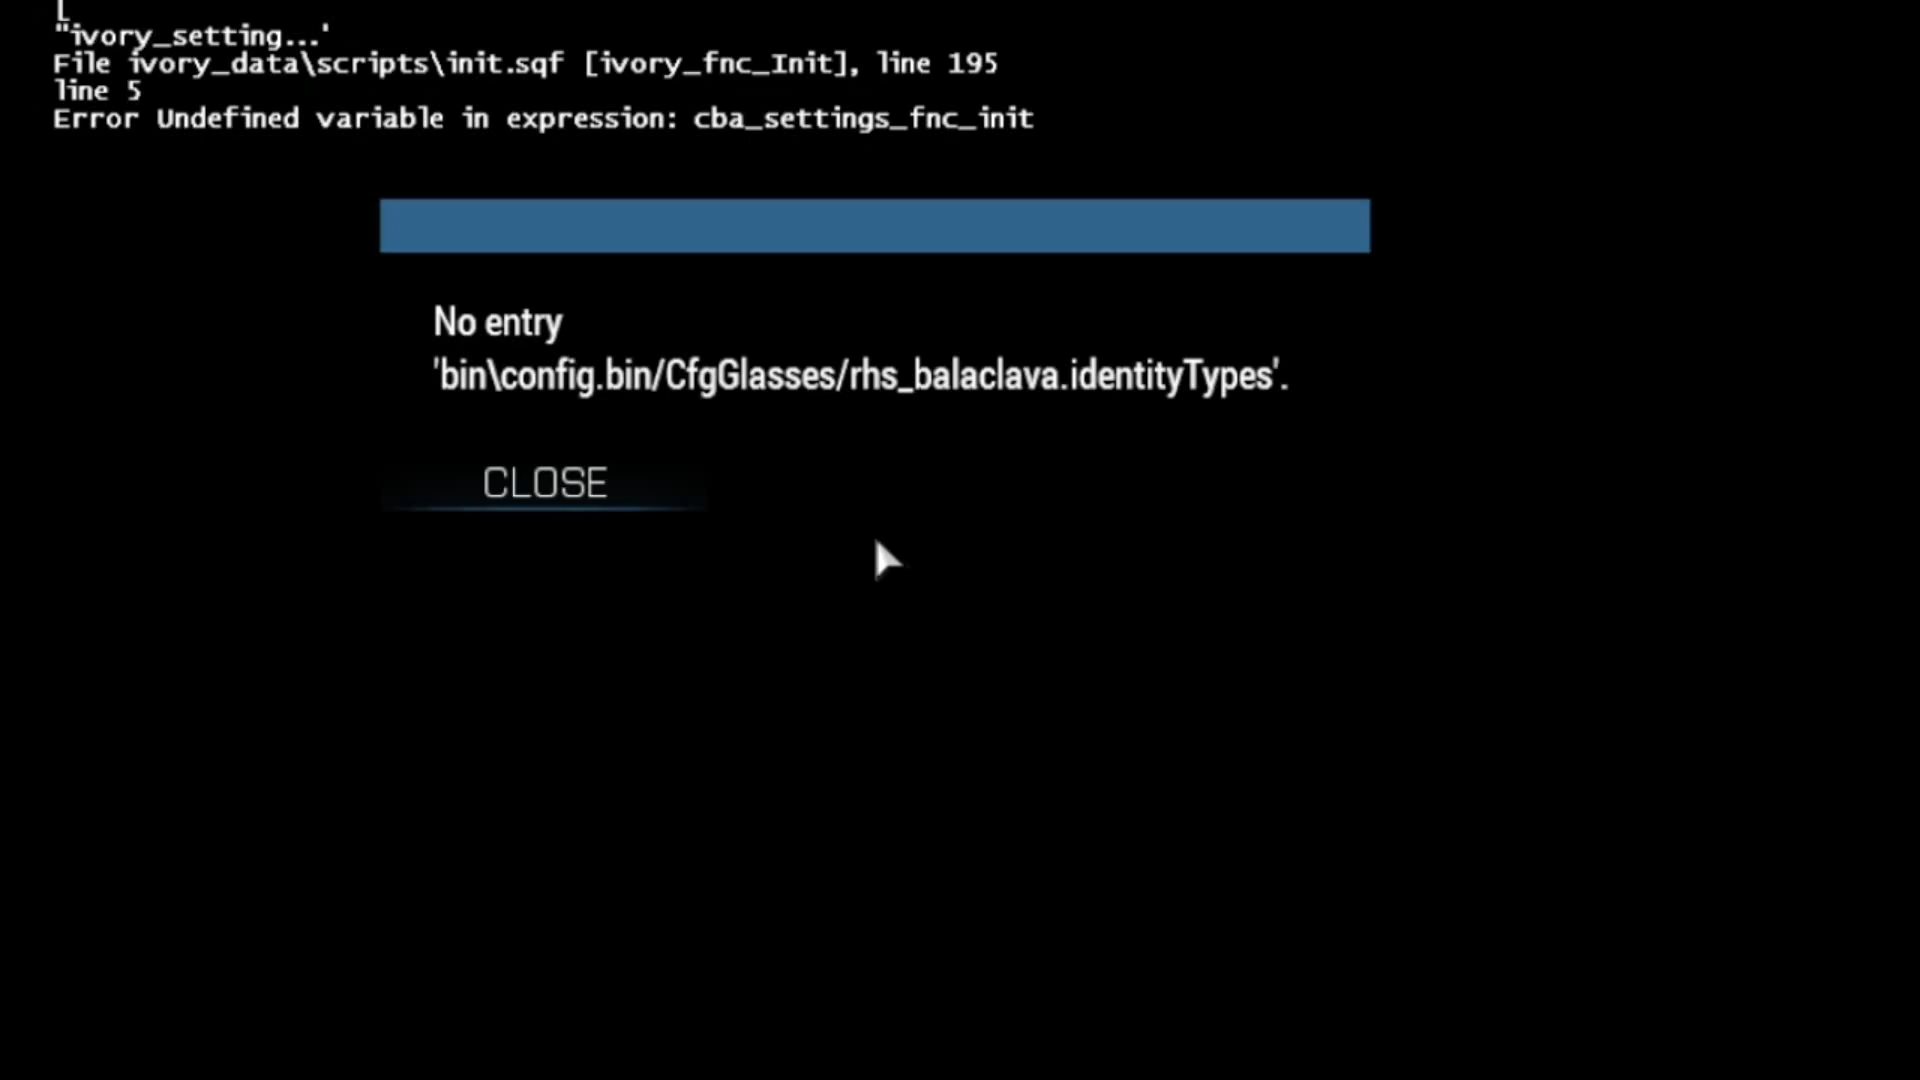 [
"ivory_setting...'
File ivory_data\scripts\init.sqf [ivory_fnc_Init], line 195
line 5
Error Undefined variable in expression: cba_settings_fnc_init
No entry
'bin\config.bin/CfgGlasses/rhs_balaclava.identityTypes'.
CLOSE